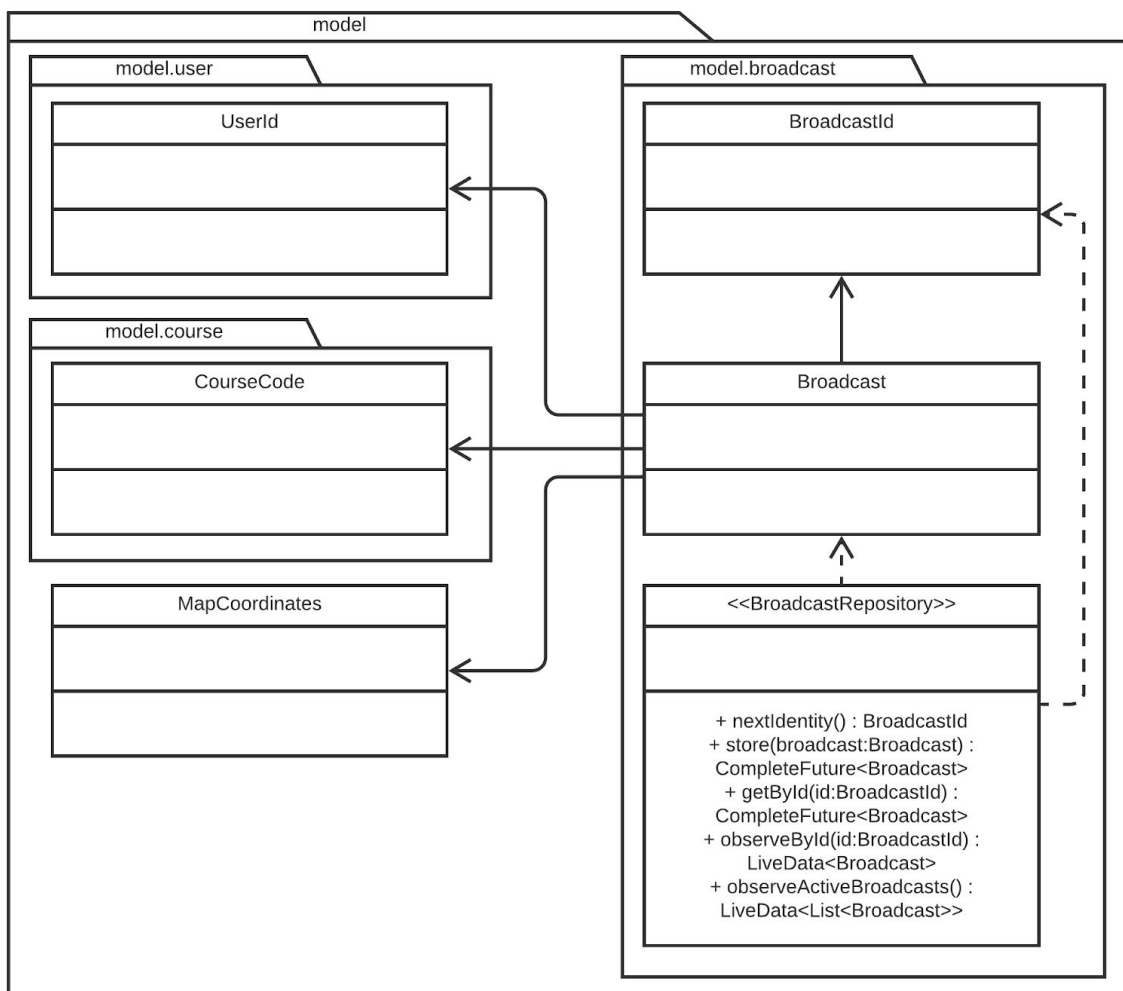 model
model.user
UserId
model.broadcast
BroadcastId
model.course
CourseCode
Broadcast
MapCoordinates
<<BroadcastRepository>>
+ nextIdentity() : BroadcastId
+ store(broadcast:Broadcast) :
CompleteFuture<Broadcast>
+ getById(id:BroadcastId) :
CompleteFuture<Broadcast>
+ observeById(id:BroadcastId) :
LiveData<Broadcast>
+ observeActiveBroadcasts() :
LiveData<List<Broadcast>>